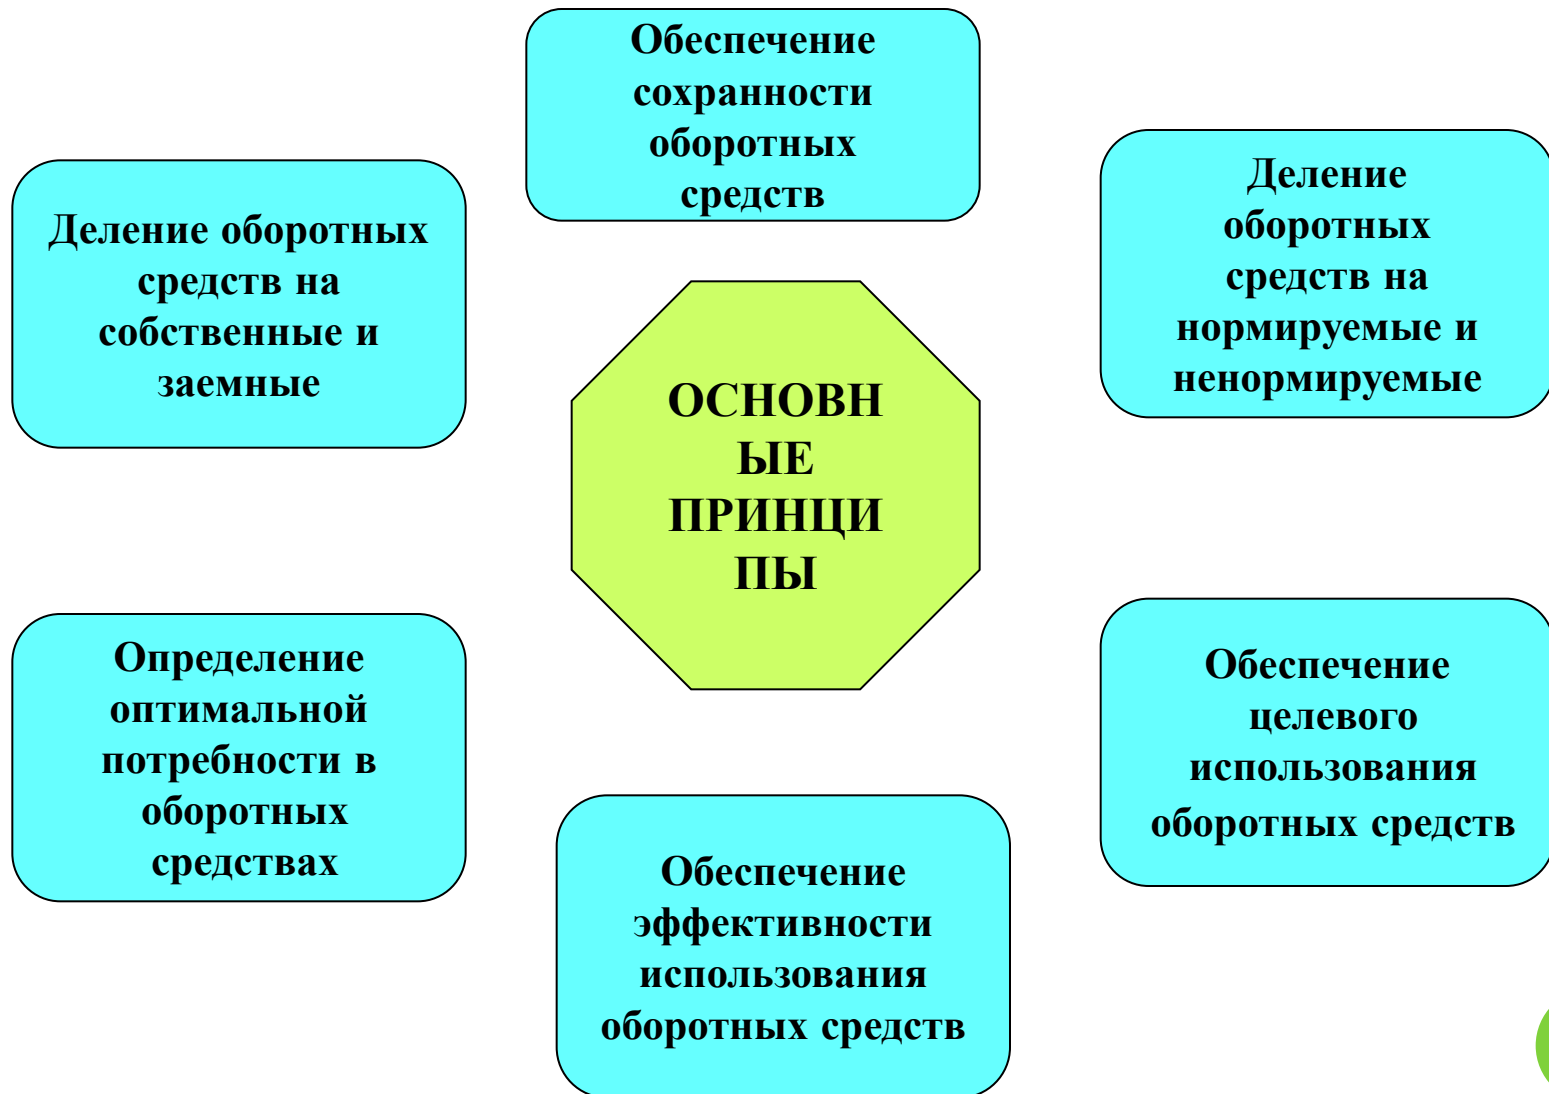 Обеспечение
сохранности
оборотных
средств
Деление оборотных
средств на
собственные и
заемные
Деление
оборотных
средств на
нормируемые и
ненормируемые
ОСНОВН
ЫЕ
ПРИНЦИ
ПЫ
Определение
оптимальной
потребности в
оборотных
средствах
Обеспечение
целевого
использования
оборотных средств
Обеспечение
эффективности
использования
оборотных средств